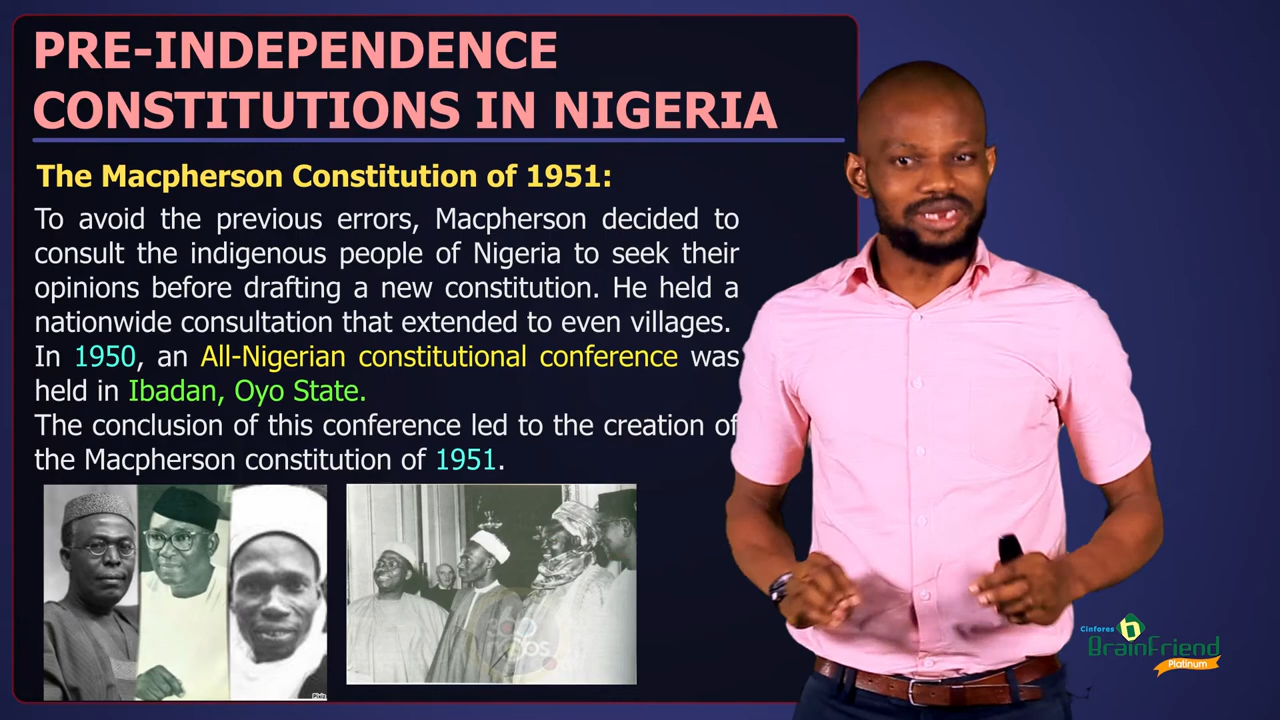 PRE-INDEPENDENCE
CONSTITUTIONS IN NIGERIA
The Macpherson Constitution of 1951:
To avoid the previous errors, Macpherson decided to
consult the indigenous people of Nigeria to seek their
opinions before drafting a new constitution. He held a
nationwide consultation that extended to even villages.
In 1950, an All-Nigerian constitutional conference was
held in Ibadan, Oyo State.
The conclusion of this conference led to the creation of
the Macpherson constitution of 1951.
Cinfores
BrainFriend
Platinum